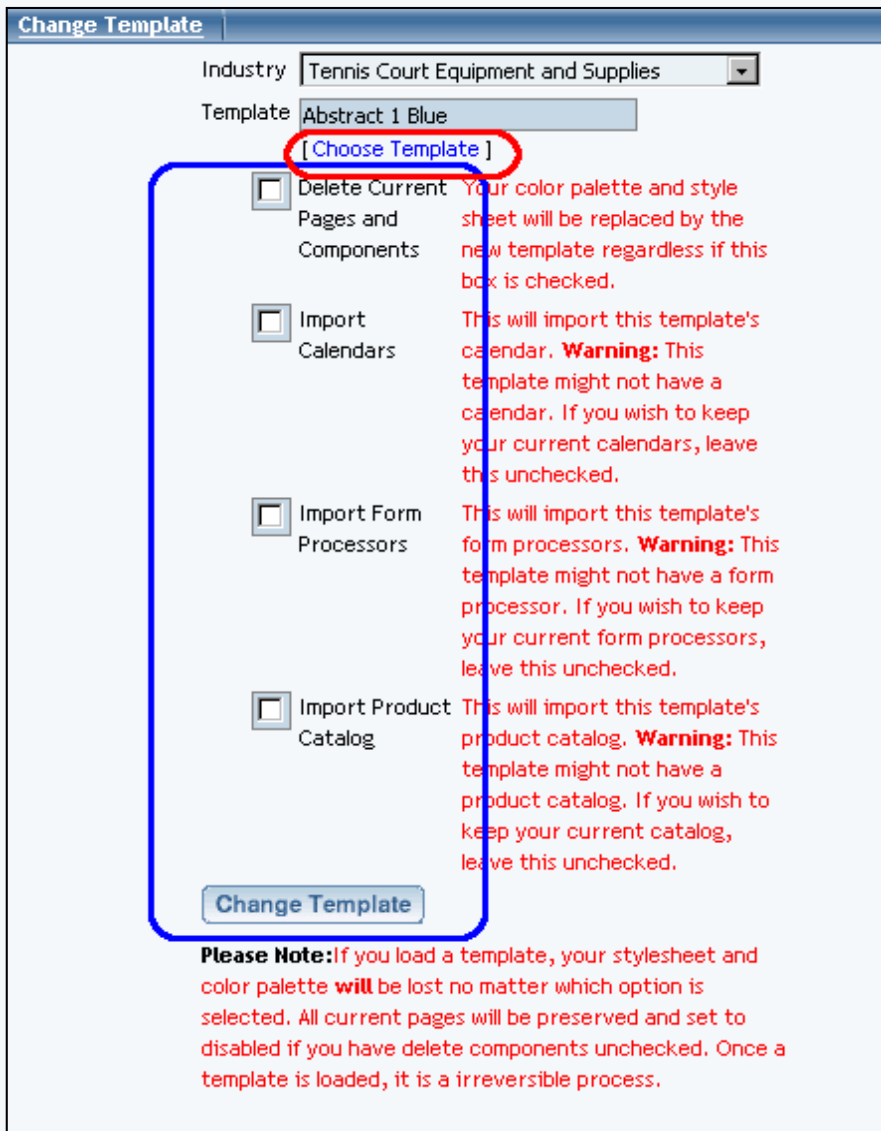 Change Template
Industry Tennis Court Equipment and Supplies
Template Abstract 1 Blue
[ Choose Template ]
Delete Current
Pages and
Components
Your color palette and style
sheet will be replaced by the
new template regardless if this
box is checked.
Import
Calendars
This will import this template's
calendar. Warning: This
template might not have a
calendar. If you wish to keep
your current calendars, leave
this unchecked.
Import Form
Processors
This will import this template's
form processors. Warning: This
template might not have a form
processor. If you wish to keep
your current form processors,
leave this unchecked.
Import Product
Catalog
This will import this template's
product catalog. Warning: This
template might not have a
product catalog. If you wish to
keep your current catalog,
leave this unchecked.
Change Template
Please Note:If you load a template, your stylesheet and
color palette will be lost no matter which option is
selected. All current pages will be preserved and set to
disabled if you have delete components unchecked. Once a
template is loaded, it is a irreversible process.